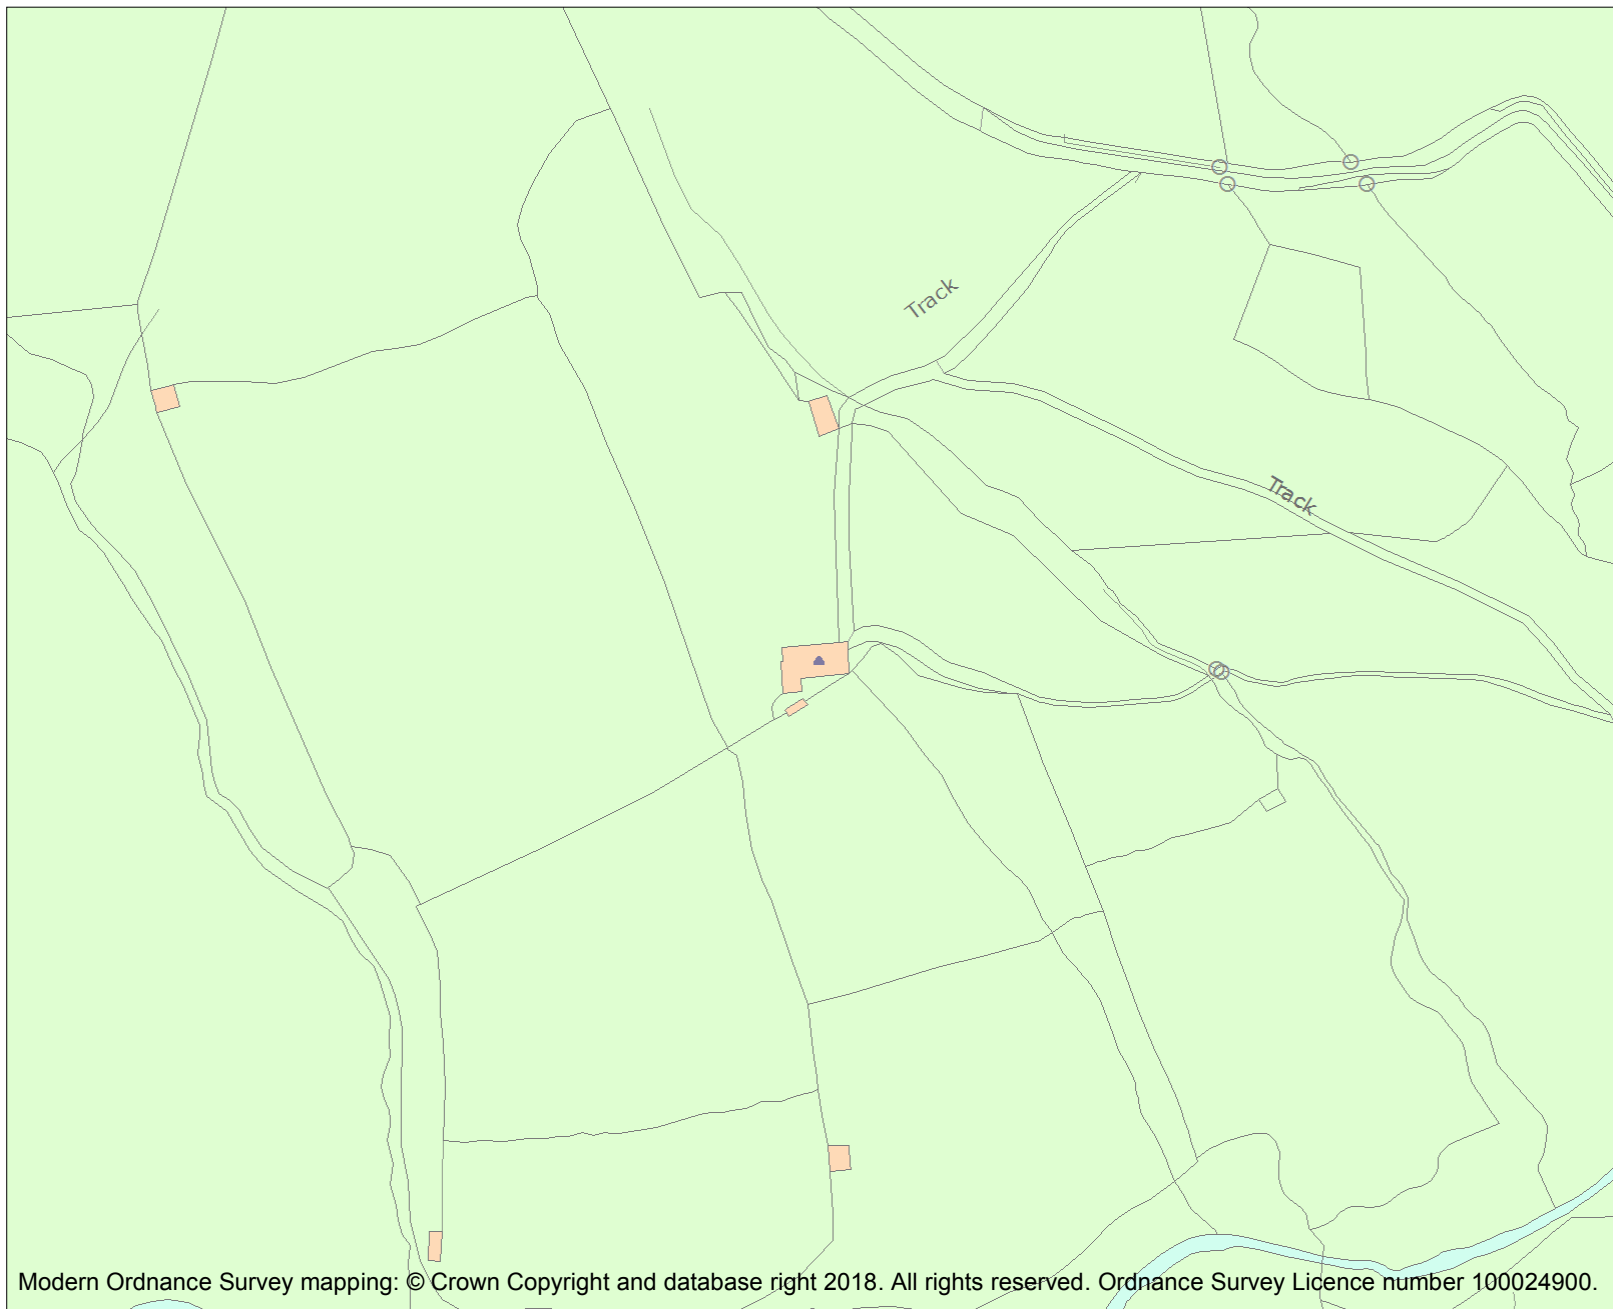 Track
Track
Modern Ordnance Survey mapping: © Crown Copyright and database right 2018. All rights reserved. Ordnance Survey Licence number 100024900.